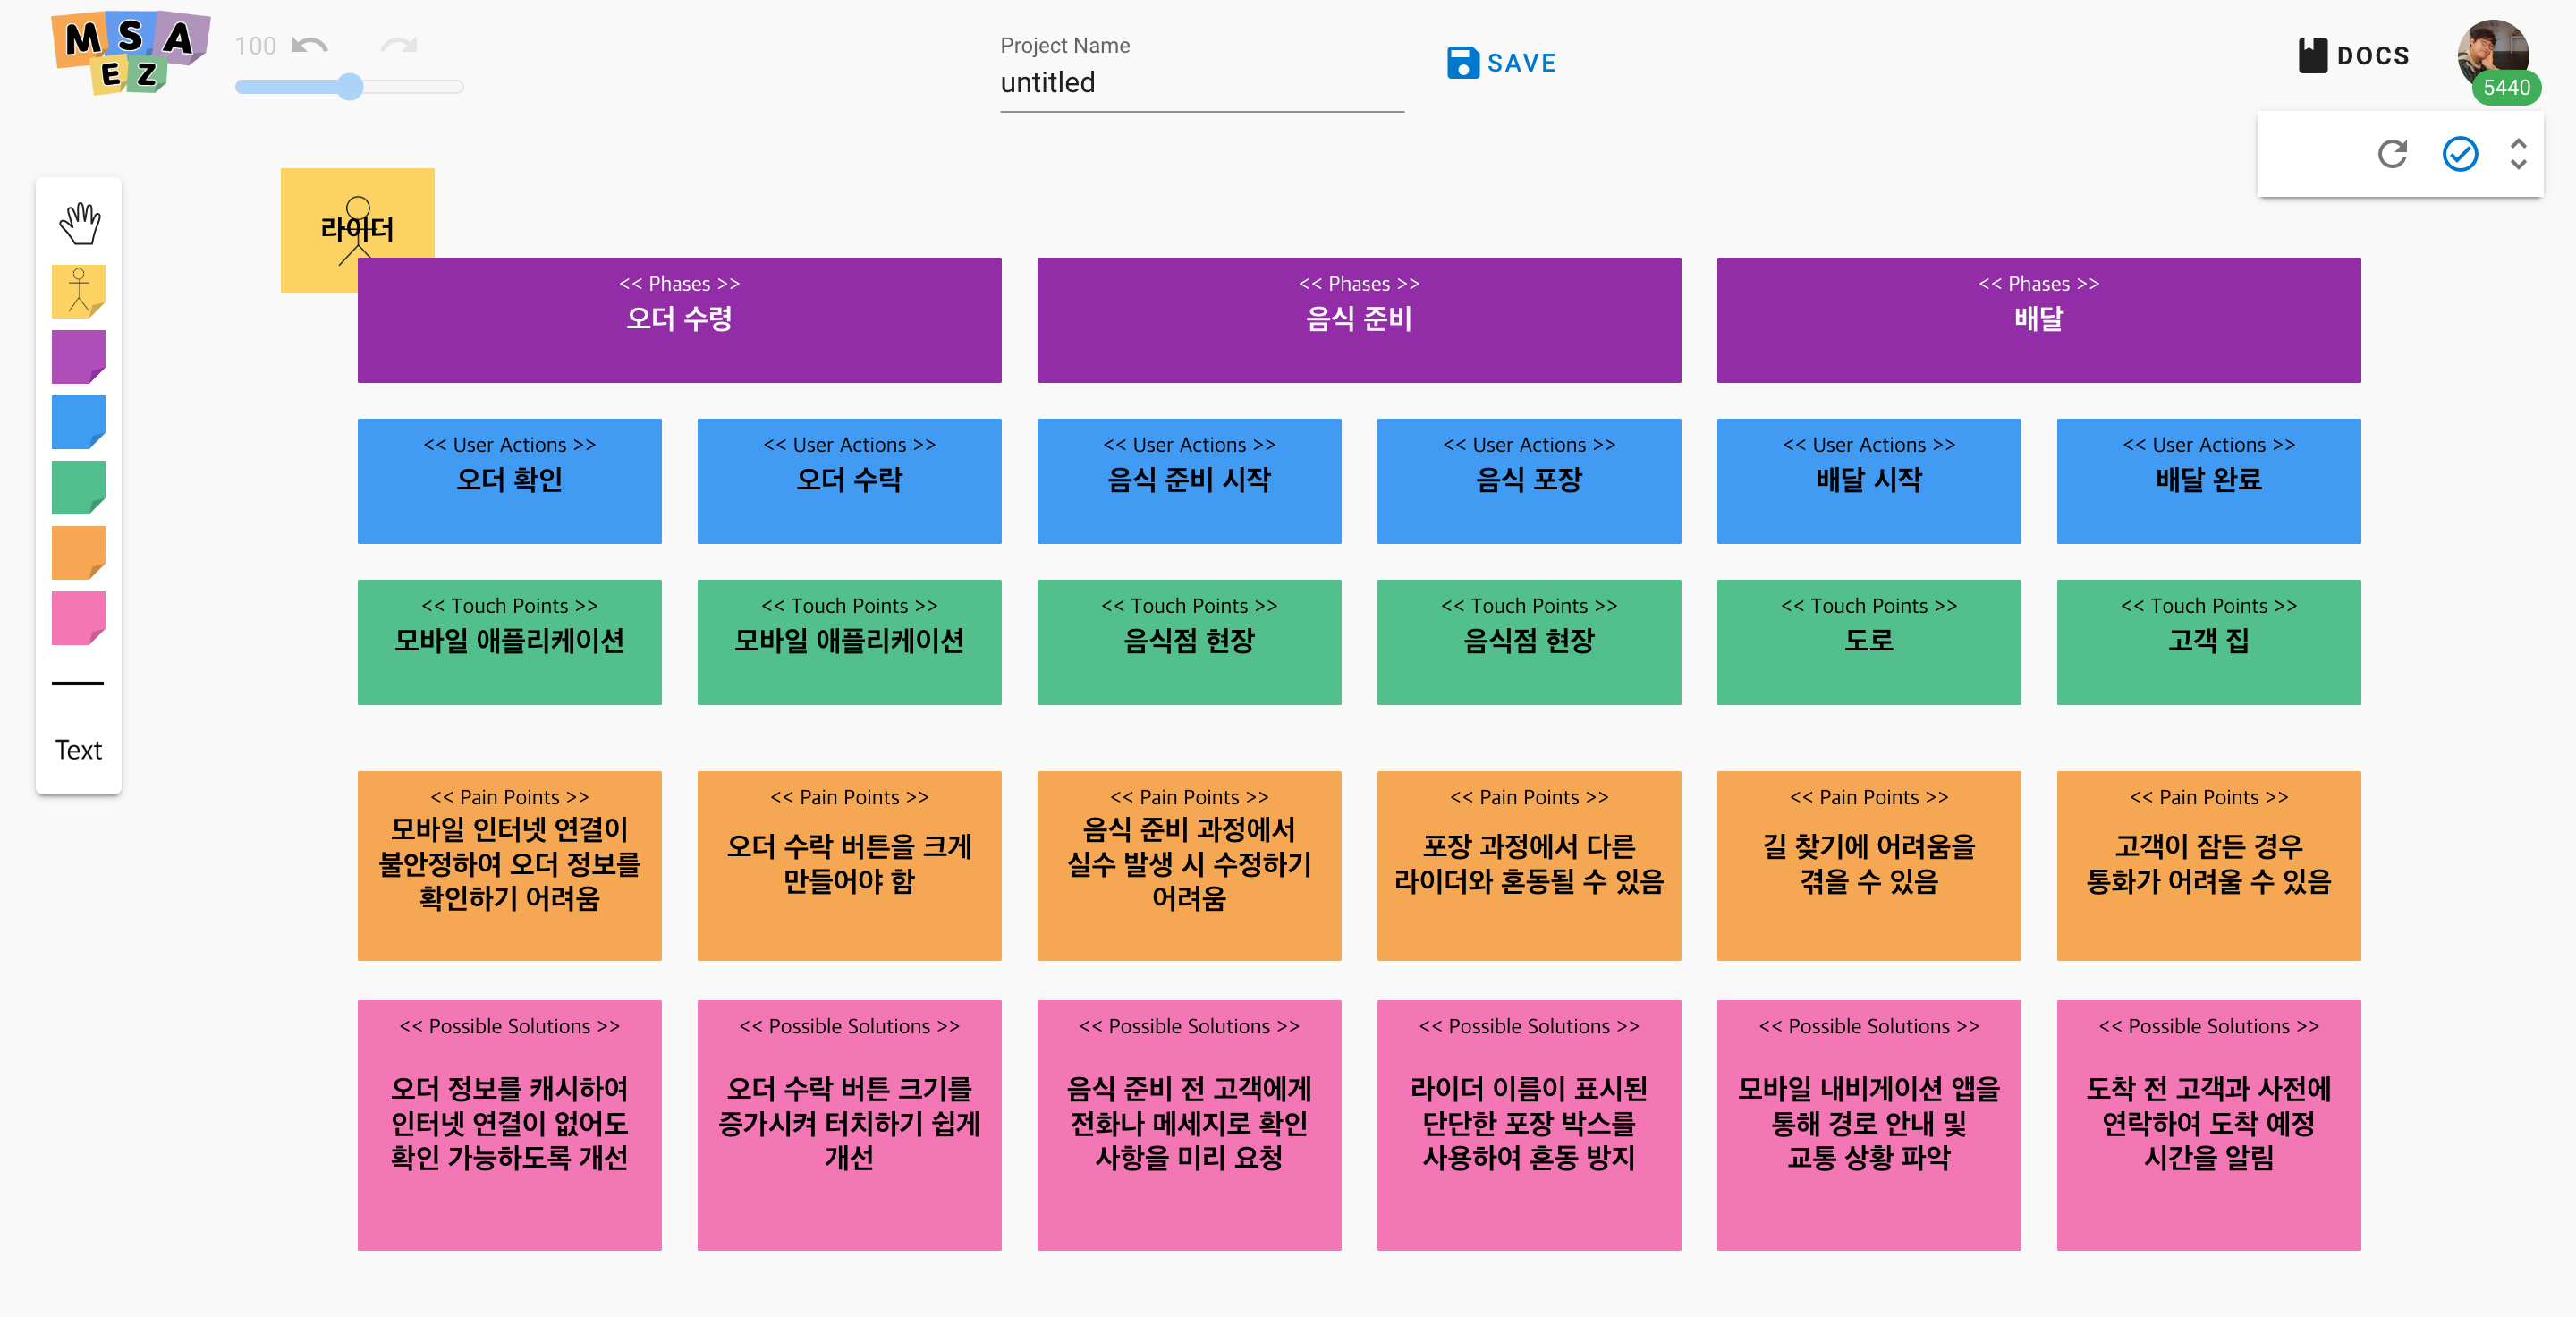 MSA
EZ
100
Project Name
untitled
SAVE
DOCS
5440
라이더
<< Phases >>
오더 수령
<< Phases >>
음식 준비
<< Phases >>
배달
<< User Actions >>
오더 확인
<< User Actions >>
오더 수락
<< User Actions >>
음식 준비 시작
<< User Actions >>
음식 포장
<< User Actions >>
배달 시작
<< User Actions >>
배달 완료
<< Touch Points >>
모바일 애플리케이션
<< Touch Points >>
모바일 애플리케이션
<< Touch Points >>
음식점 현장
<< Touch Points >>
음식점 현장
<< Touch Points >>
도로
<< Touch Points >>
고객 집
Text
<< Pain Points >>
모바일 인터넷 연결이
불안정하여 오더 정보를
확인하기 어려움
<< Pain Points >>
오더 수락 버튼을 크게
만들어야 함
<< Pain Points >>
음식 준비 과정에서
실수 발생 시 수정하기
어려움
<< Pain Points >>
포장 과정에서 다른
라이더와 혼동될 수 있음
<< Pain Points >>
길 찾기에 어려움을
겪을 수 있음
<< Pain Points >>
고객이 잠든 경우
통화가 어려울 수 있음
<< Possible Solutions >>
오더 정보를 캐시하여
인터넷 연결이 없어도
확인 가능하도록 개선
<< Possible Solutions >>
오더 수락 버튼 크기를
증가시켜 터치하기 쉽게
개선
<< Possible Solutions >>
음식 준비 전 고객에게
전화나 메세지로 확인
사항을 미리 요청
<< Possible Solutions >>
라이더 이름이 표시된
단단한 포장 박스를
사용하여 혼동 방지
<< Possible Solutions >>
모바일 내비게이션 앱을
통해 경로 안내 및
교통 상황 파악
<< Possible Solutions >>
도착 전 고객과 사전에
연락하여 도착 예정
시간을 알림